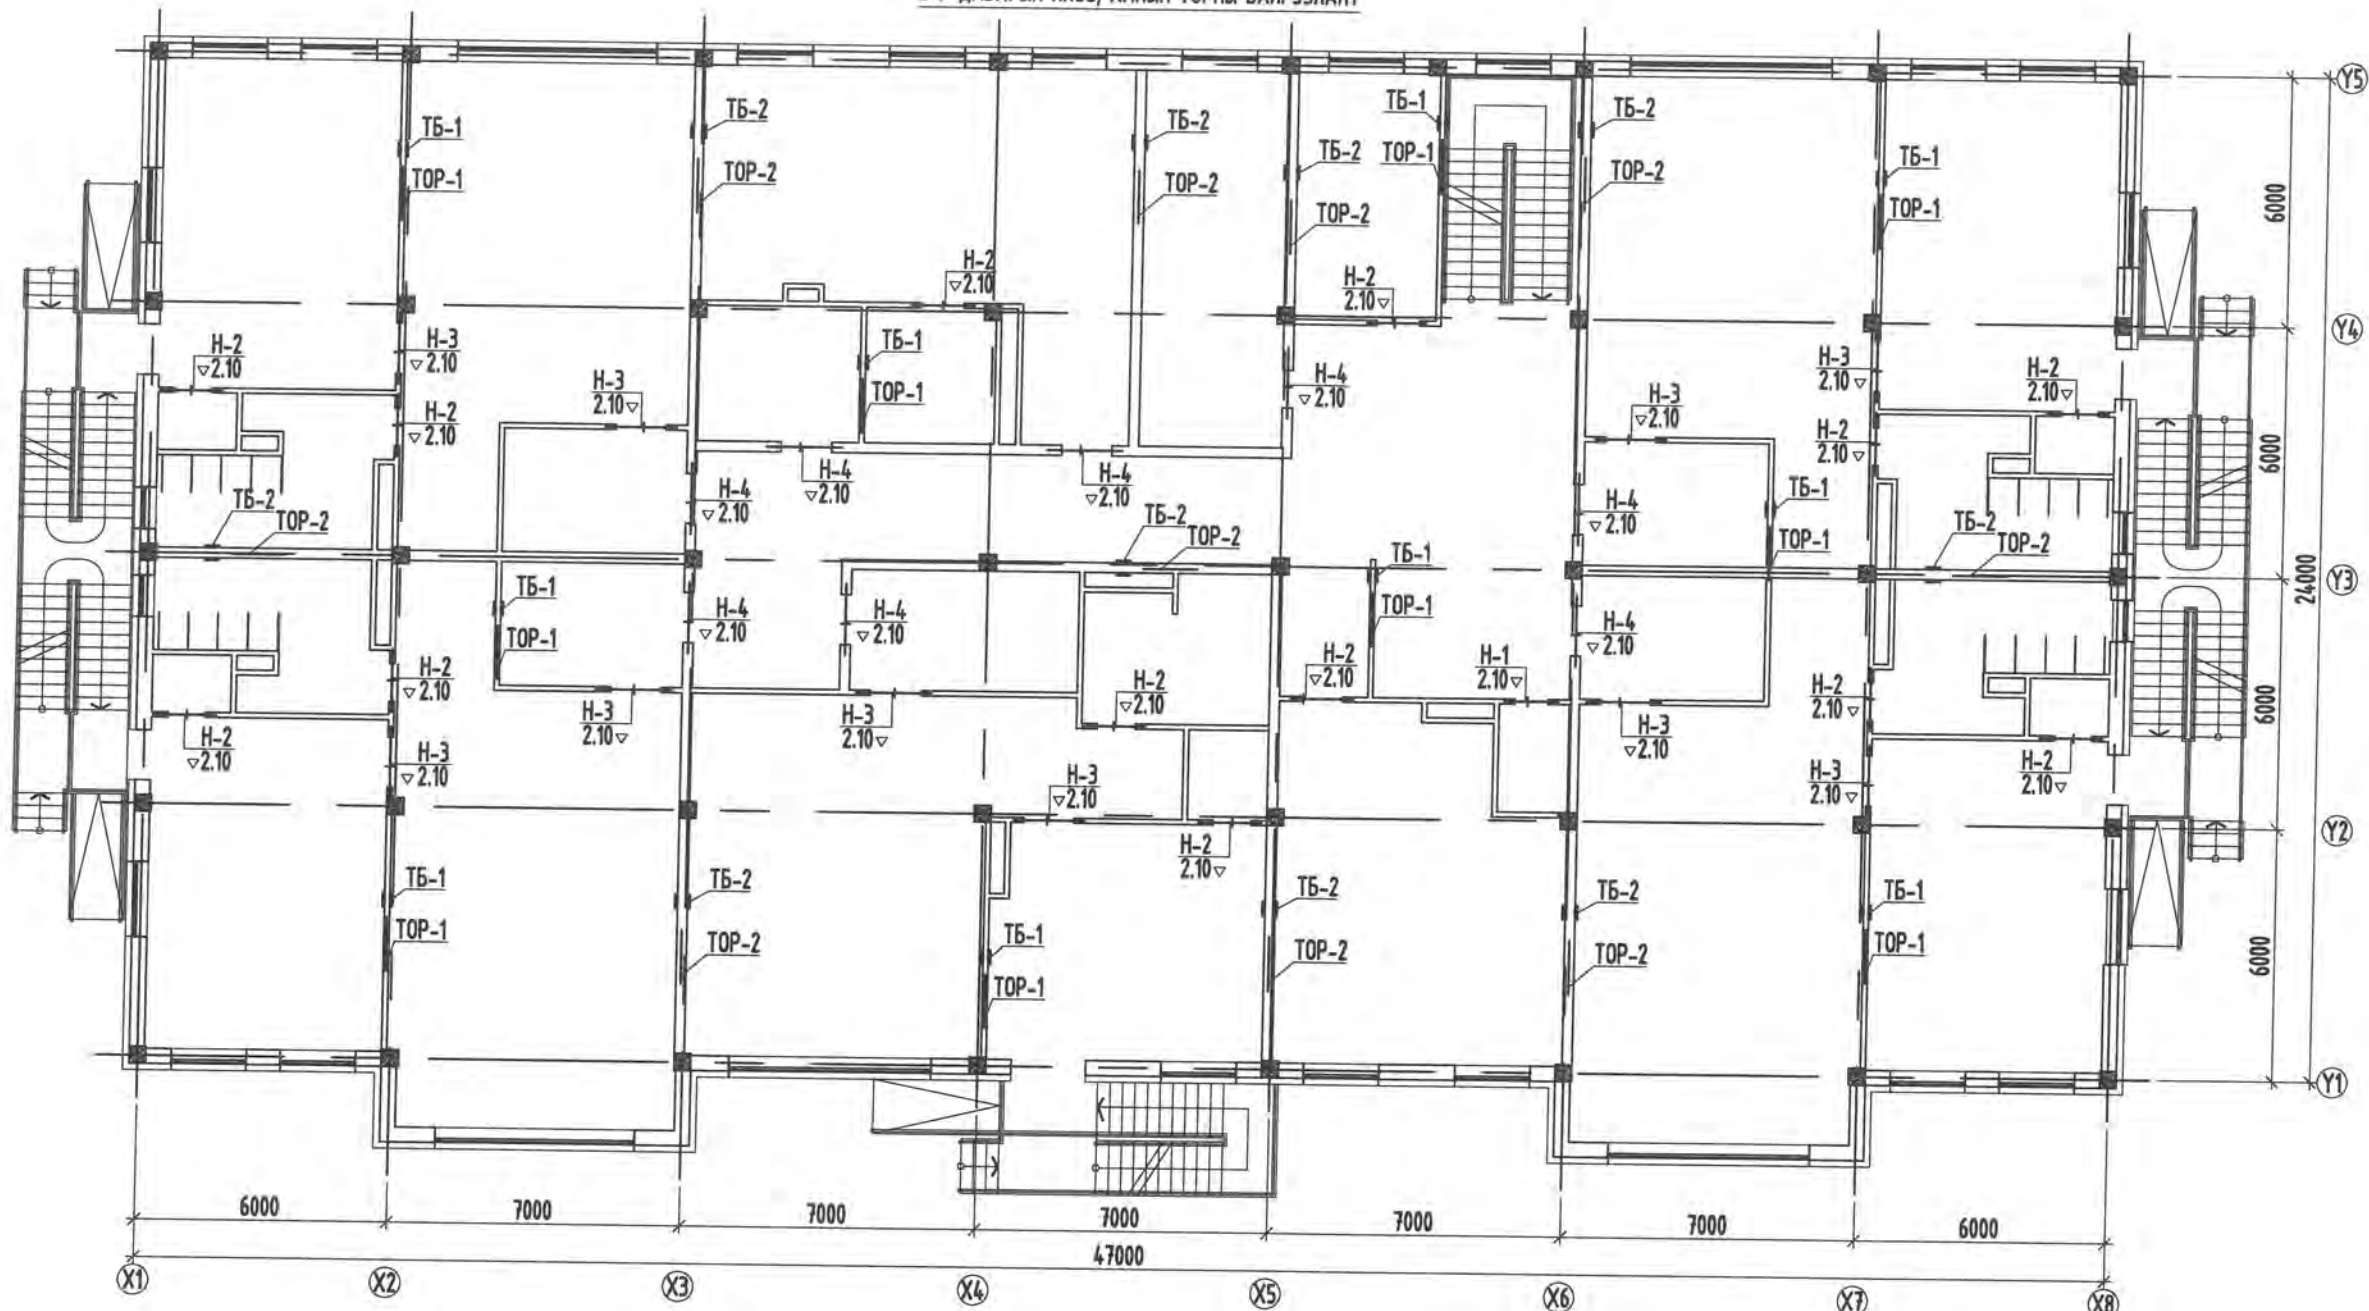 ТБ-1
ТОР-1
ТБ-2
ТОР-2
ТБ-2
ТОР-2
ТБ-2
ТОР-2
ТБ-1
ТОР-1
ТБ-2
ТОР-2
ТБ-1
ТОР-1
Y5
6000
Н-2
▽2.10
Н-2
2.10▽
Н-2
▽2.10
Н-3
▽2.10
Н-2
▽2.10
Н-3
2.10▽
ТБ-1
ТОР-1
Н-4
▽2.10
Н-3
▽2.10
Н-3
2.10▽
Н-2
2.10▽
Н-2
2.10▽
Y4
6000
Н-4
▽2.10
Н-4
▽2.10
Н-4
▽2.10
Н-4
▽2.10
ТБ-1
ТОР-1
ТБ-2
ТОР-2
ТБ-2
ТОР-2
ТБ-2
ТОР-2
Y3
24000
ТБ-1
ТОР-1
Н-4
▽2.10
Н-4
▽2.10
ТБ-1
ТОР-1
Н-4
▽2.10
Н-2
▽2.10
Н-2
▽2.10
Н-1
2.10▽
Н-2
2.10▽
6000
Н-2
▽2.10
Н-3
▽2.10
Н-3
2.10▽
Н-3
2.10▽
Н-2
▽2.10
Н-3
▽2.10
Н-3
2.10▽
Н-2
2.10▽
Н-3
▽2.10
Н-2
2.10▽
Y2
ТБ-1
ТОР-1
ТБ-2
ТОР-2
ТБ-1
ТОР-1
ТБ-2
ТОР-2
ТБ-2
ТОР-2
ТБ-1
ТОР-1
6000
Y1
6000
7000
7000
7000
7000
7000
6000
47000
X1
X2
X3
X4
X5
X6
X7
X8